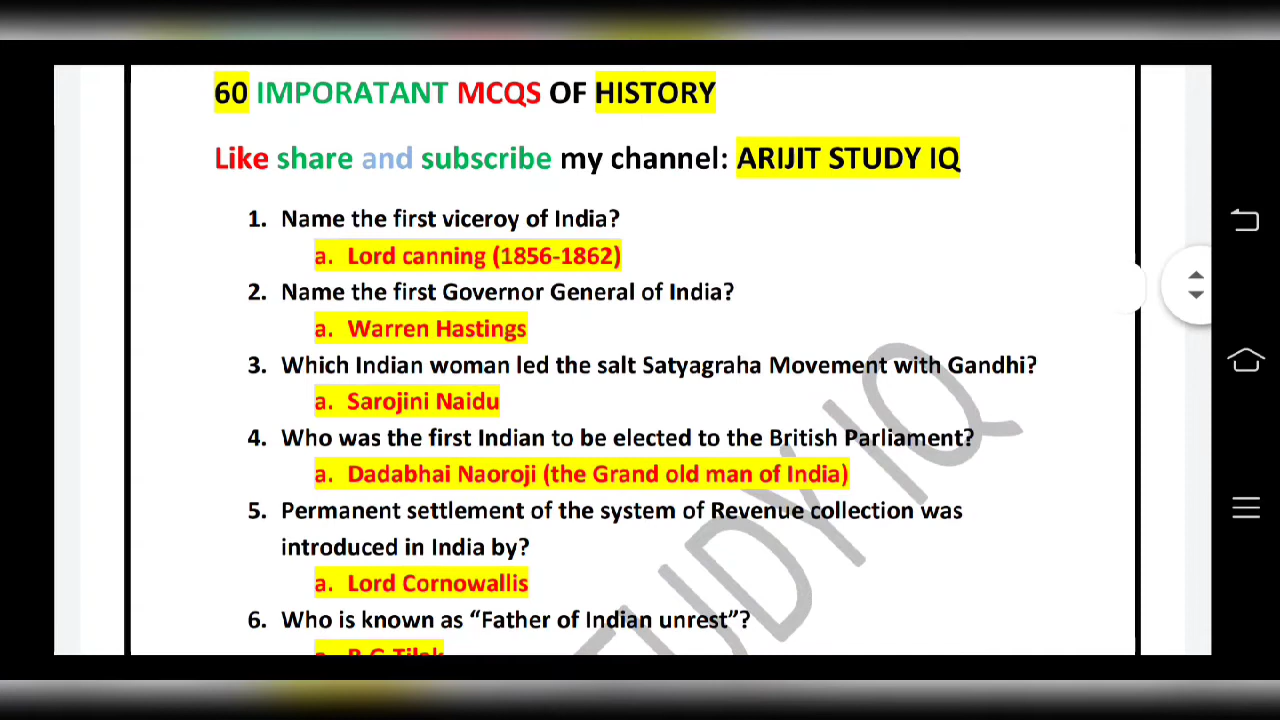 60 IMPORATANT MCQS OF HISTORY
Like share and subscribe my channel: ARIJIT STUDY IQ
1. Name the first viceroy of India?
a. Lord canning (1856-1862)
2. Name the first Governor General of India?
a. Warren Hastings
3. Which Indian woman led the salt Satyagraha Movement with Gandhi?
a. Sarojini Naidu
4. Who was the first Indian to be elected to the British Parliament?
a. Dadabhai Naoroji (the Grand old man of India)
5. Permanent settlement of the system of Revenue collection was
introduced in India by?
a. Lord Cornowallis
6. Who is known as “Father of Indian unrest”?
a. B G Tilak
STUDY IQ